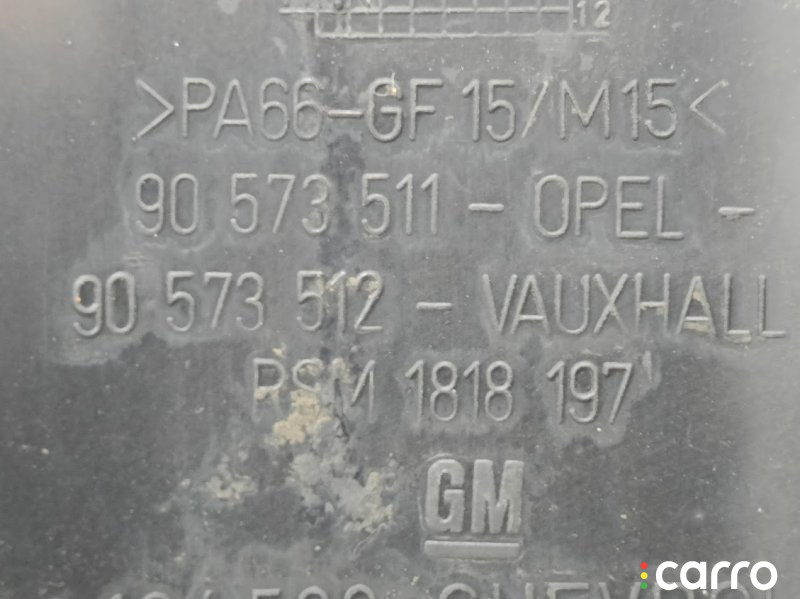 12
>PA66-GF15/M15<
90 573 511 - OPEL -
90 573 512 - VAUXHALL
RSM 1818 197
GM
carro